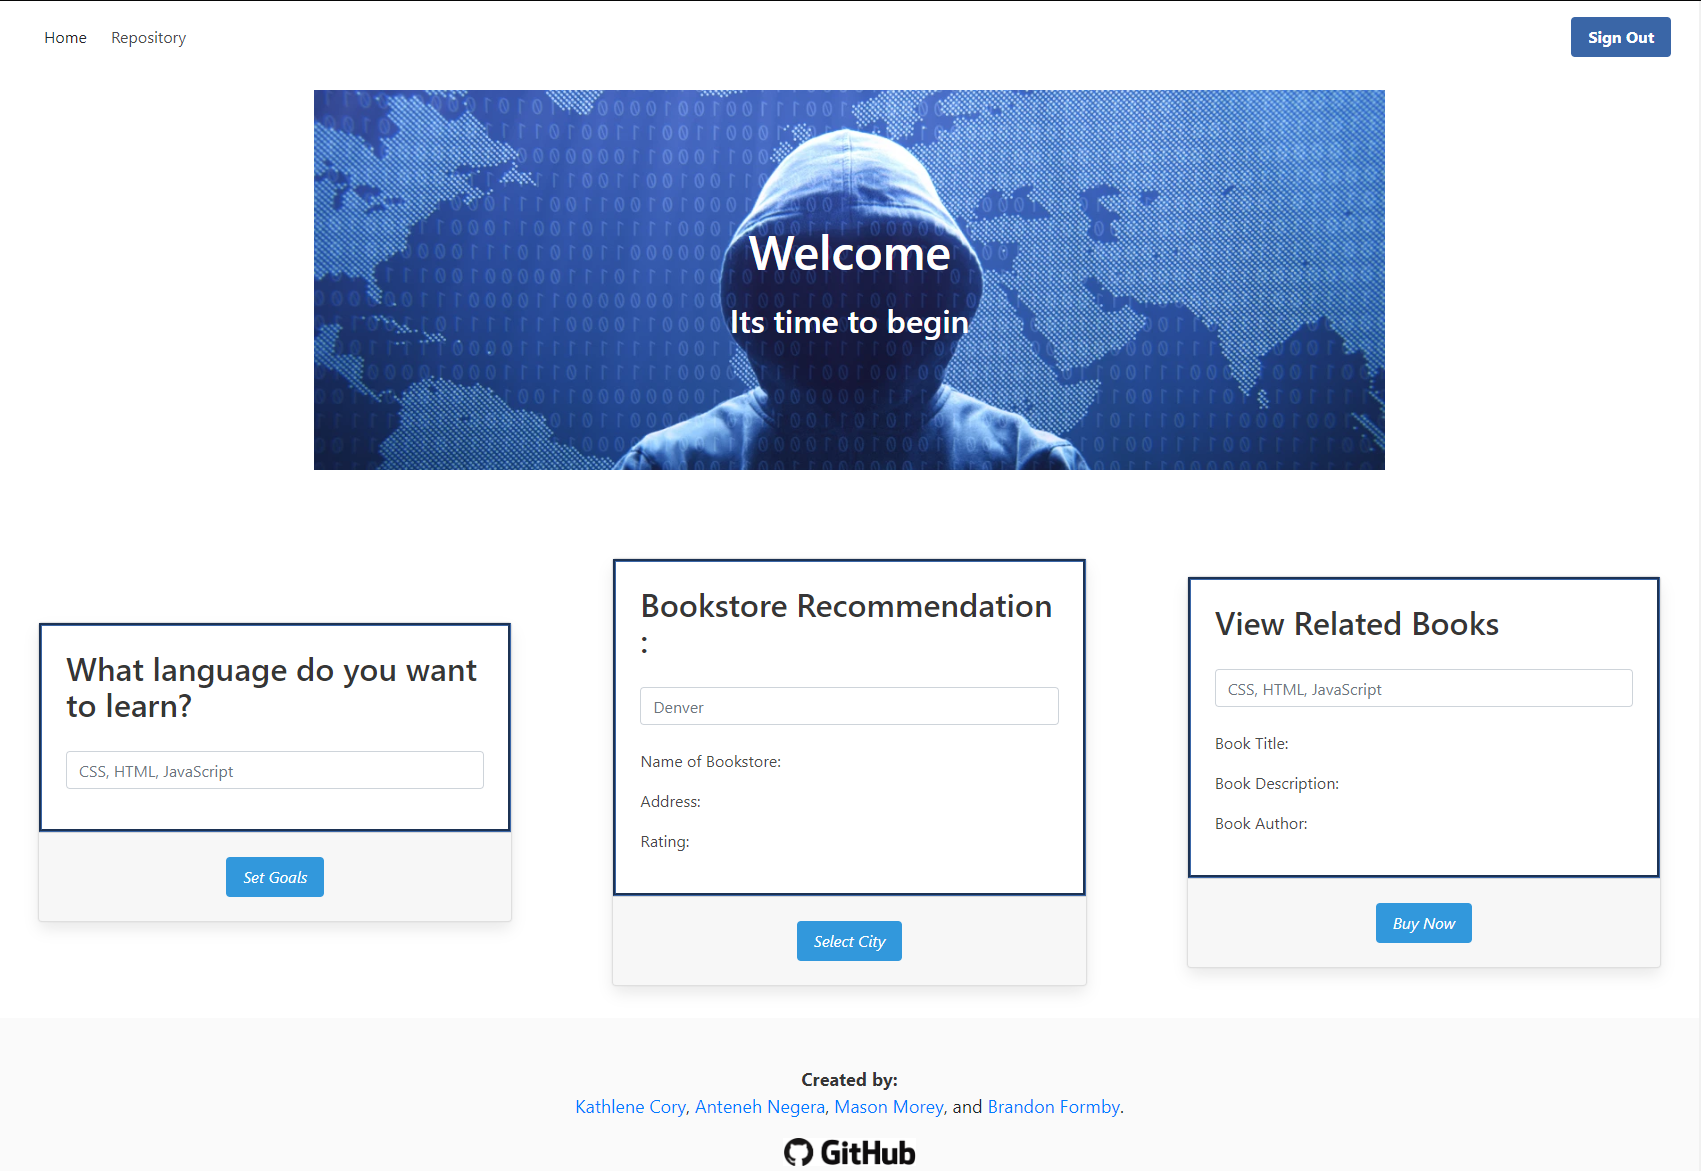 Home Repository Sign Out
Welcome
Its time to begin
What language do you want
to learn?
CSS, HTML, JavaScript
Set Goals
Bookstore Recommendation
:
Denver
Name of Bookstore:
Address:
Rating:
Select City
View Related Books
CSS, HTML, JavaScript
Book Title:
Book Description:
Book Author:
Buy Now
Created by:
Kathlene Cory, Anteneh Negera, Mason Morey, and Brandon Formby.
GitHub